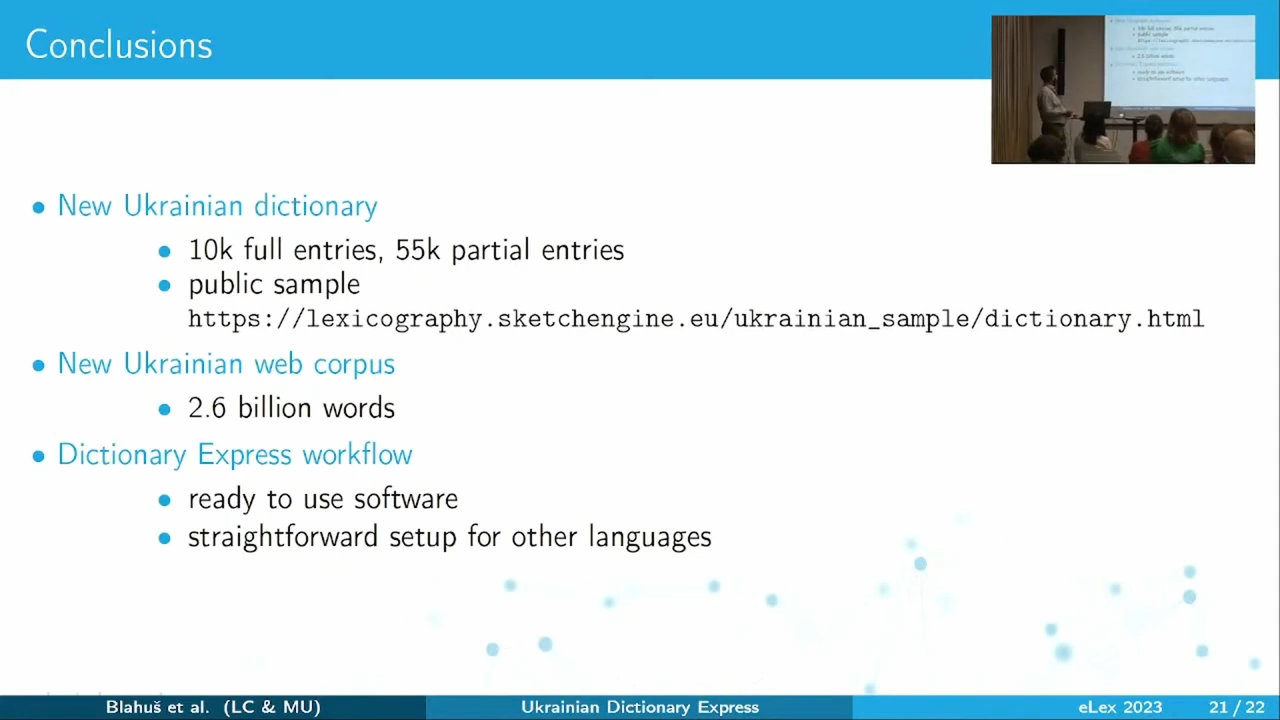 Conclusions
New Ukrainian dictionary
10k full entries, 55k partial entries
public sample
https://lexicography.sketchengine.eu/ukrainian_sample/dictionary.html
New Ukrainian web corpus
2.6 billion words
Dictionary Express workflow
ready to use software
straightforward setup for other languages
Blahuš et al. (LC & MU)
Ukrainian Dictionary Express
eLex 2023
21 / 22